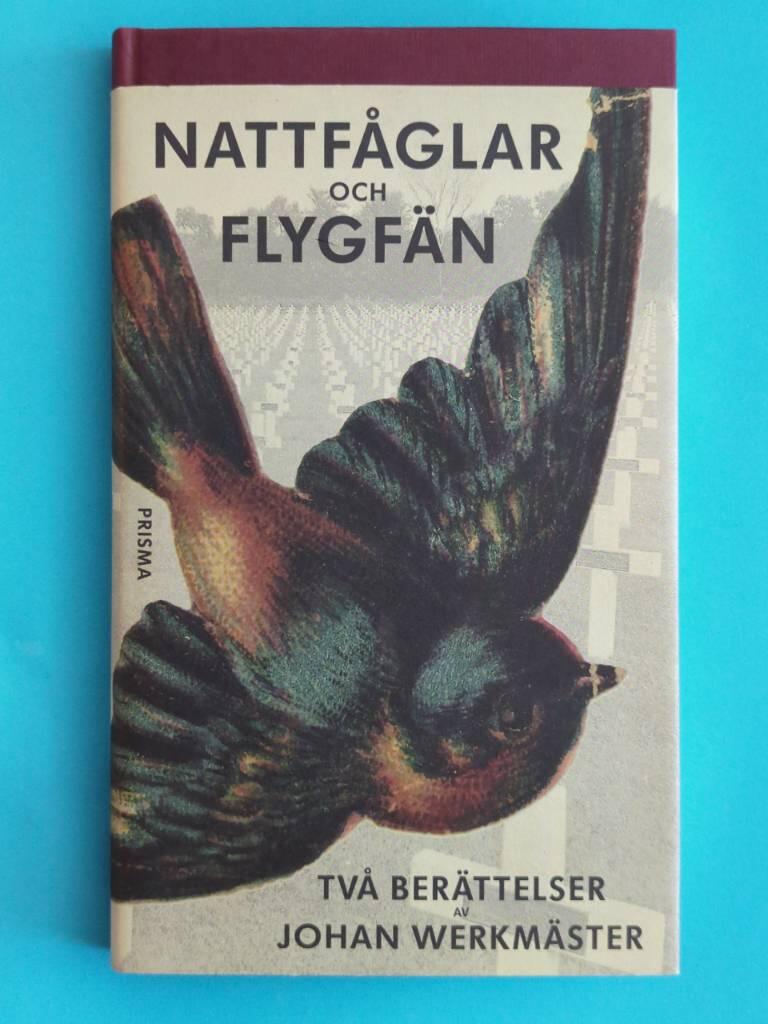 NATTFÅGLAR
OCH
FLYGFÄN
PRISMA
TVÅ BERÄTTELSER
AV
JOHAN WERKMÄSTER